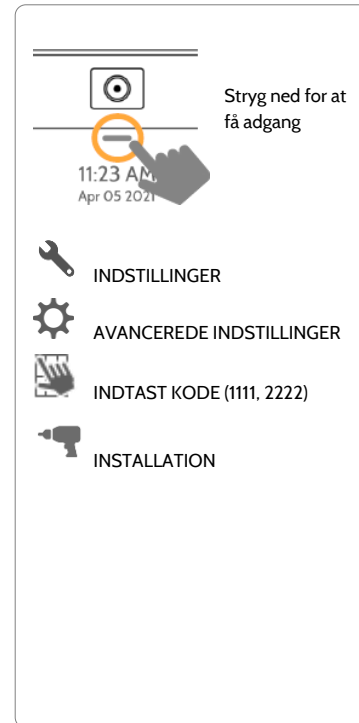 Stryg ned for at
få adgang
11:23 AM
Apr 05 2021
INDSTILLINGER
AVANCEREDE INDSTILLINGER
INDTAST KODE (1111, 2222)
INSTALLATION